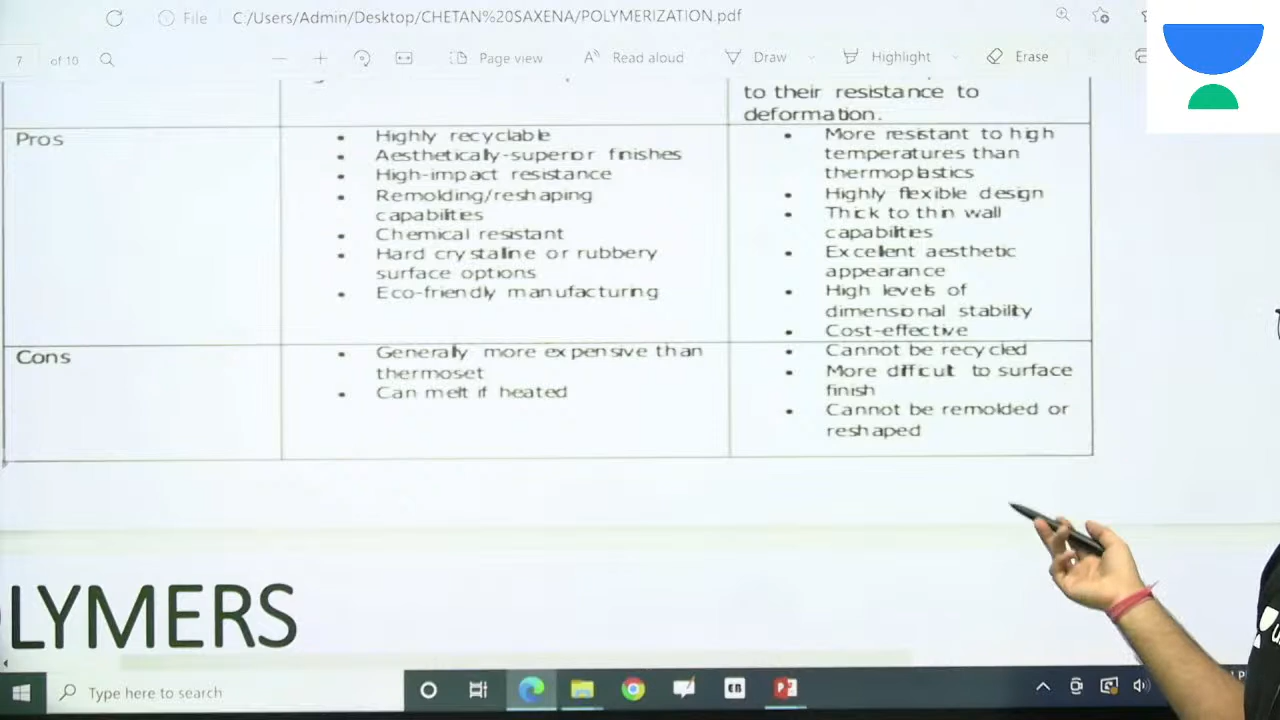 File C:/Users/Admin/Desktop/CHETAN%20SAXENA/POLYMERIZATION.pdf
7 of 10 Page view Read aloud Draw Highlight Erase
to their resistance to
deformation.
Pros
Highly recyclable
Aesthetically-superior finishes
High-impact resistance
Remolding/reshaping
capabilities
Chemical resistant
Hard crystalline or rubbery
surface options
Eco-friendly manufacturing
More resistant to high
temperatures than
thermoplastics
Highly flexible design
Thick to thin wall
capabilities
Excellent aesthetic
appearance
High levels of
dimensional stability
Cost-effective
Cons
Generally more expensive than
thermoset
Can melt if heated
Cannot be recycled
More difficult to surface
finish
Cannot be remolded or
reshaped
LYMERS
Type here to search